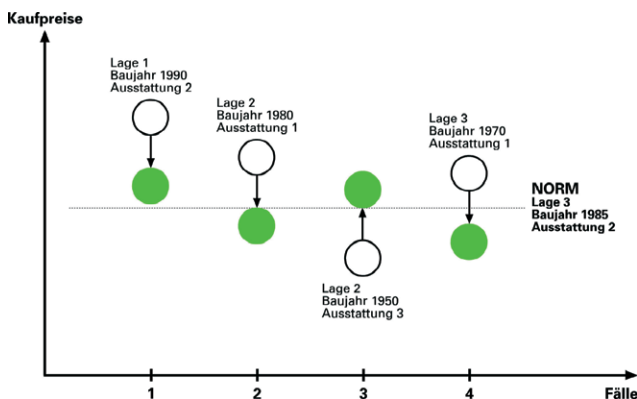 Kaufpreise
Lage 1
Baujahr 1990
Ausstattung 2
Lage 2
Baujahr 1980
Ausstattung 1
Lage 3
Baujahr 1970
Ausstattung 1
NORM
Lage 3
Baujahr 1985
Ausstattung 2
Lage 2
Baujahr 1950
Ausstattung 3
1
2
3
4
Fälle